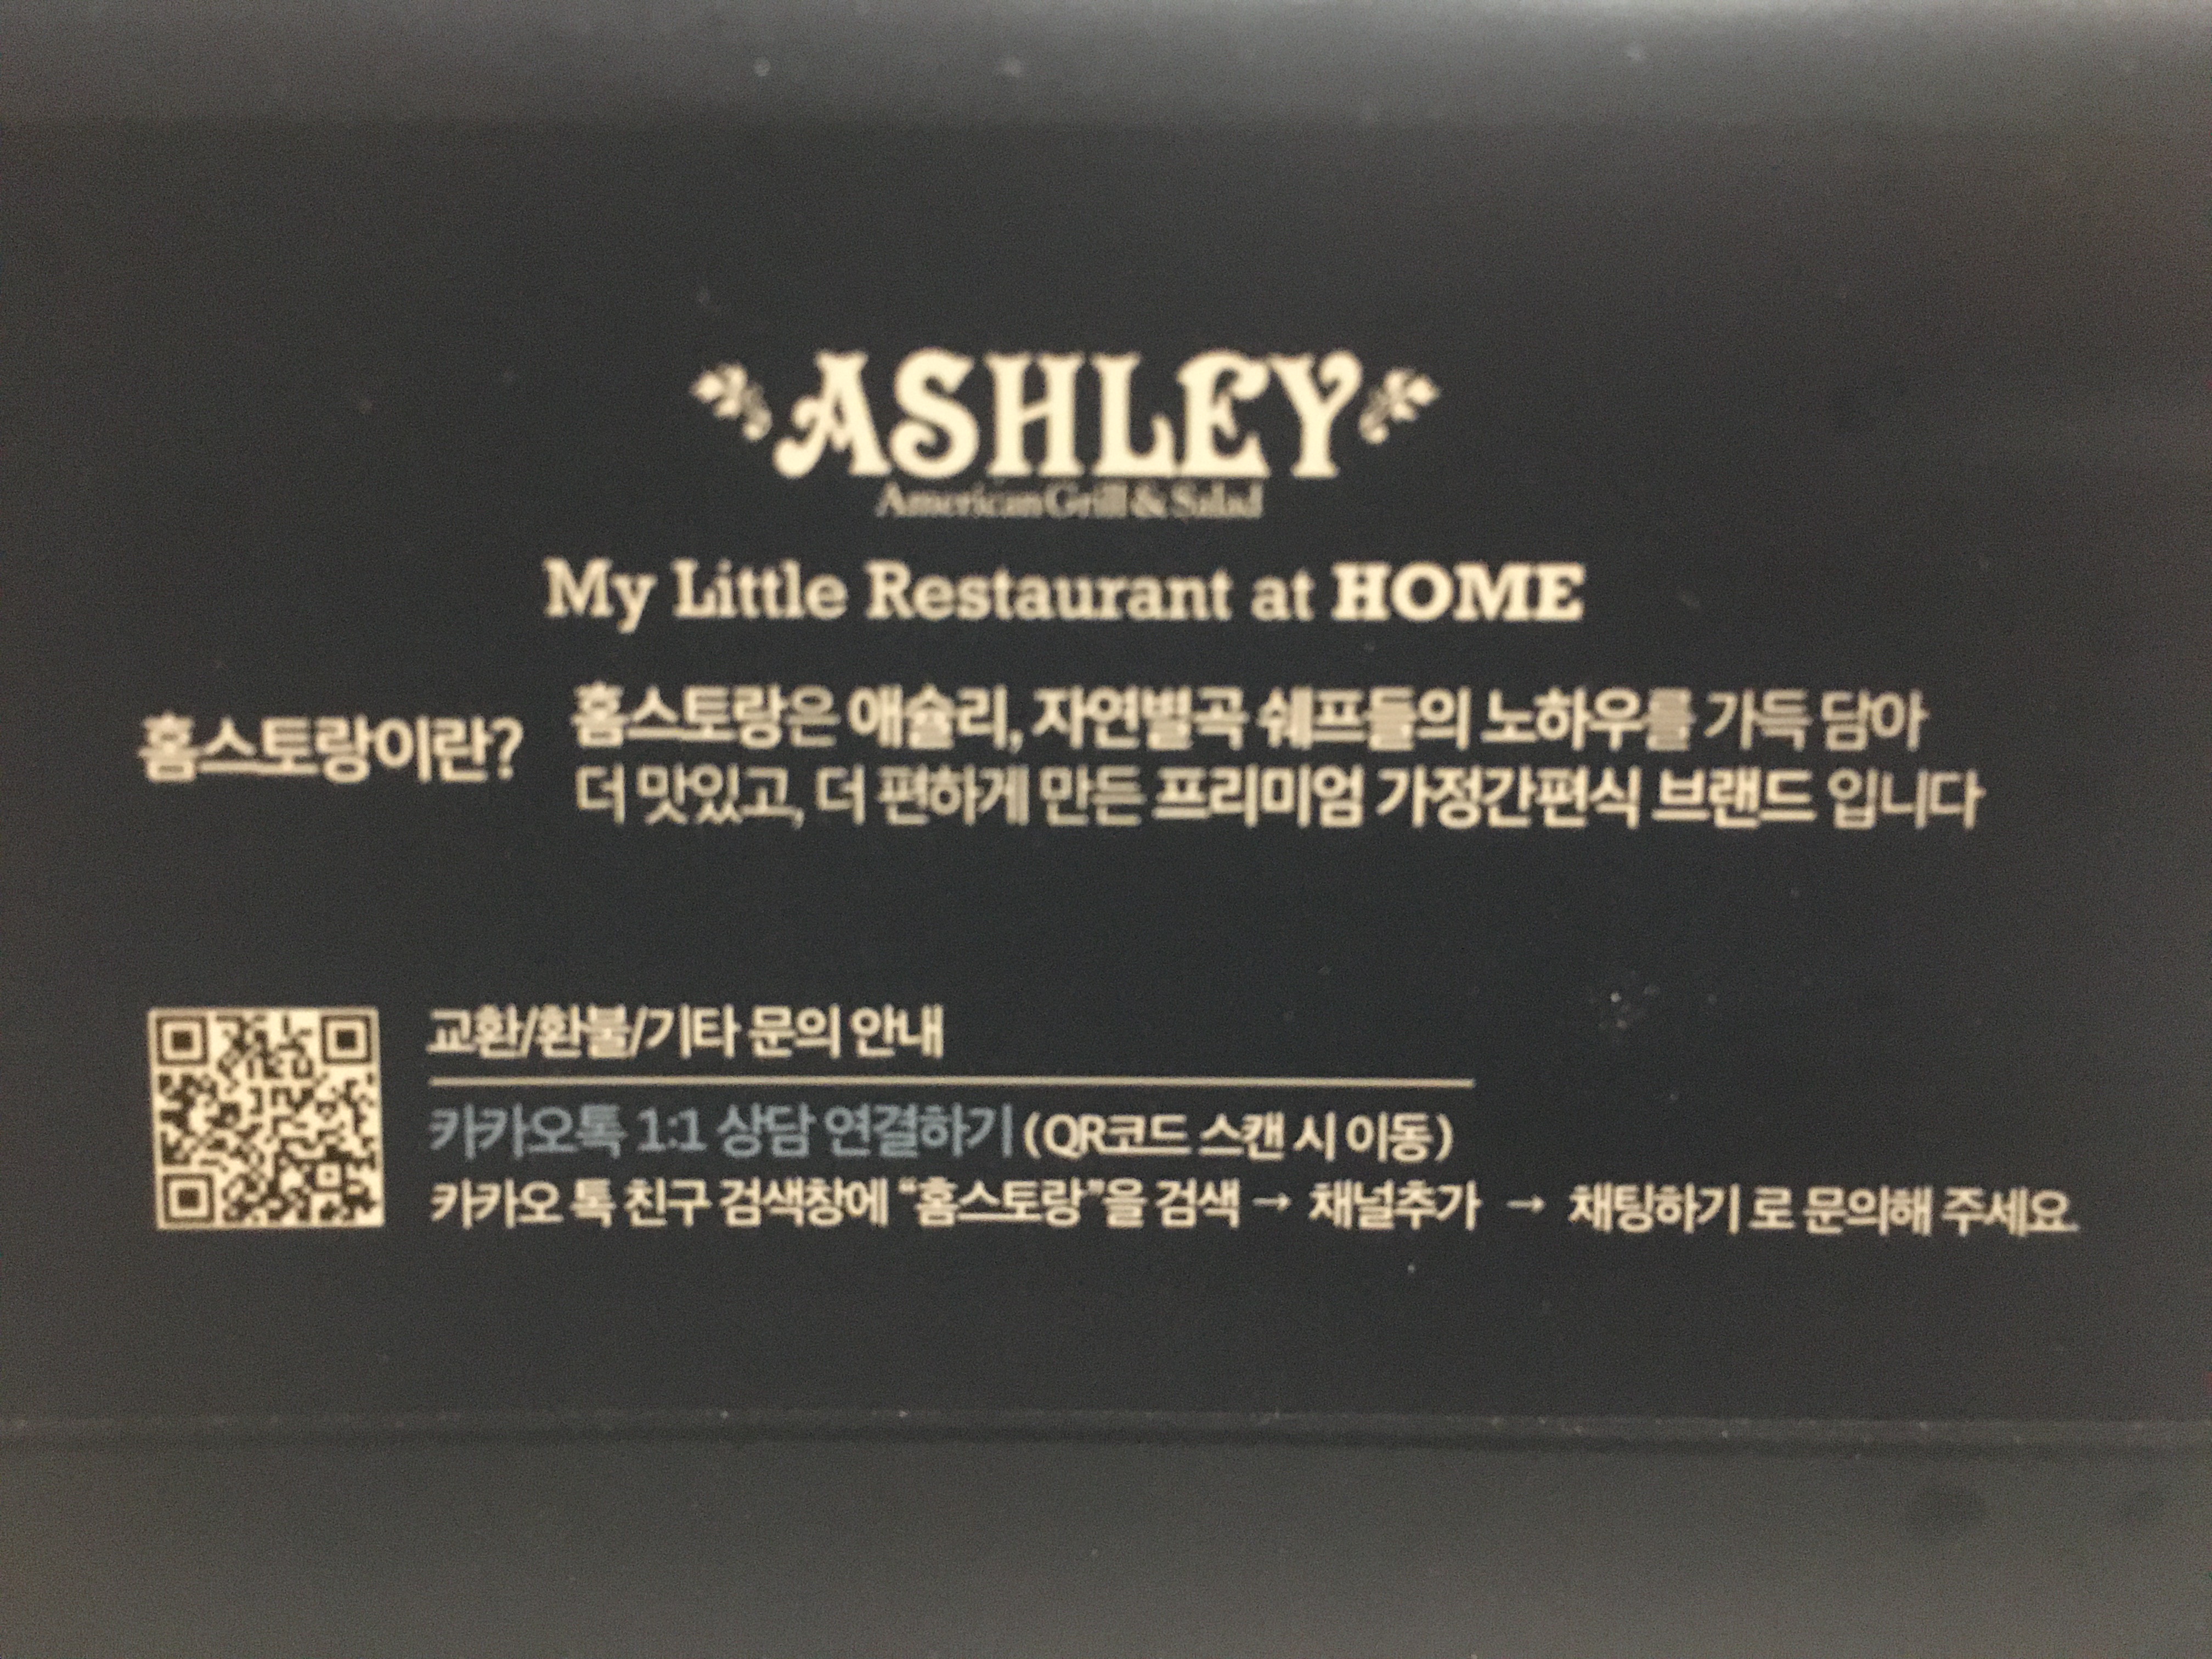 ASHLEY
American Grill & Salad
My Little Restaurant at HOME
홈스토랑이란?
홈스토랑은 애슐리, 자연별곡 쉐프들의 노하우를 가득 담아
더 맛있고, 더 편하게 만든 프리미엄 가정간편식 브랜드 입니다
교환/환불/기타 문의 안내
카카오톡 1:1 상담 연결하기 (QR코드 스캔 시 이동)
카카오 톡 친구 검색창에 “홈스토랑”을 검색 → 채널추가 → 채팅하기 로 문의해 주세요